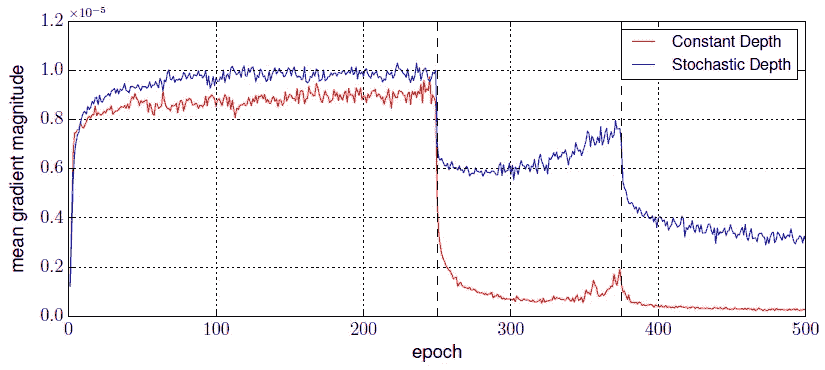 ×10⁻⁵
1.2
1.0
0.8
0.6
0.4
0.2
0.0
mean gradient magnitude
Constant Depth
Stochastic Depth
0 100 200 300 400 500
epoch